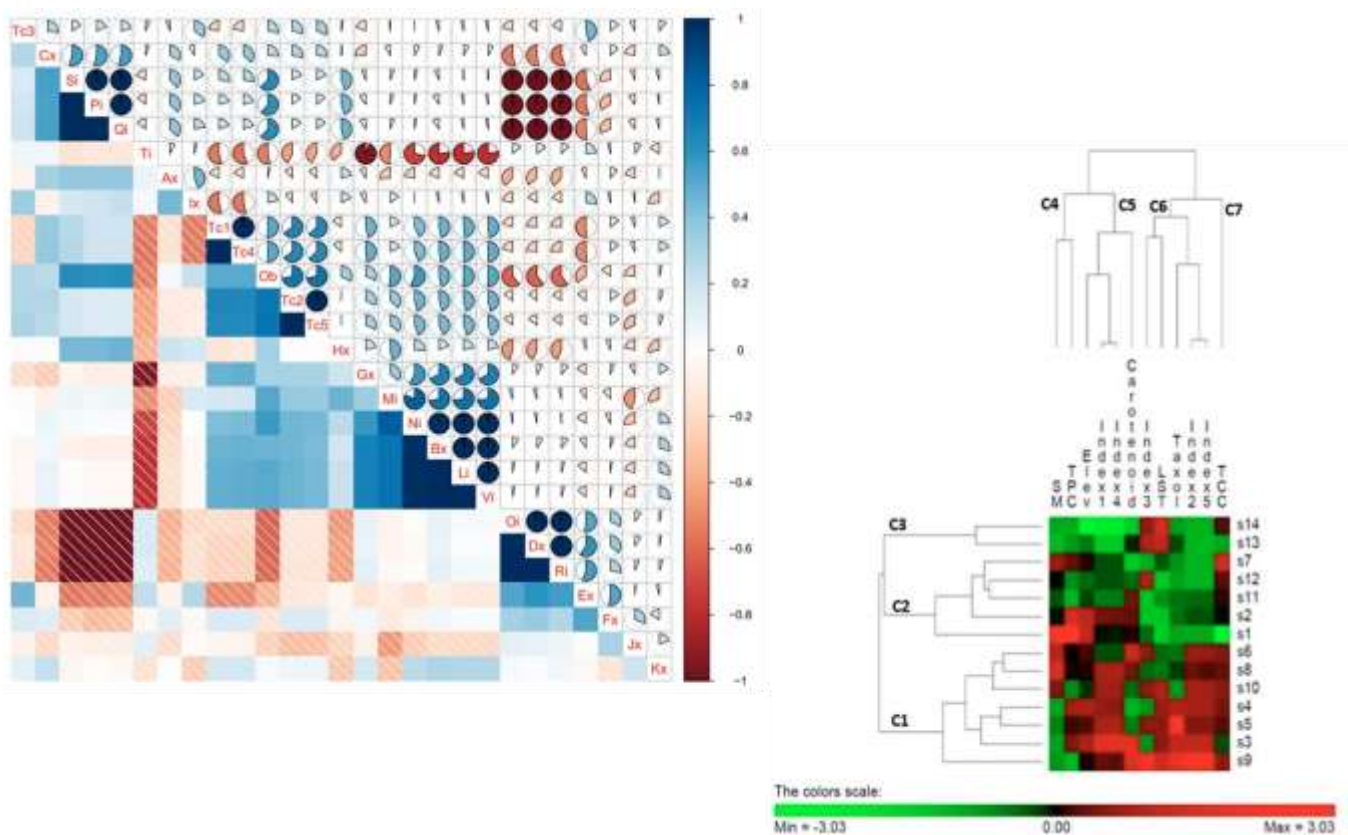 Tc3
Cx
Si
Pi
Qi
Ti
Ax
Ix
Tc1
Tc4
Ob
Tc2
Tc5
Hx
Gx
Mi
Ni
Bx
Li
Vi
Oi
Dx
Ri
Ex
Fx
Jx
Kx
1
0.8
0.6
0.4
0.2
0
−0.2
−0.4
−0.6
−0.8
−1
C4
C5
C6
C7
SM
TPC
Elev
Index1
Index4
Carotenoid
Index3
LST
Taxol
Index2
Index5
TCC
C3
C2
C1
s14
s13
s7
s12
s11
s2
s1
s6
s8
s10
s4
s5
s3
s9
The colors scale:
Min = -3.03
0.00
Max = 3.03